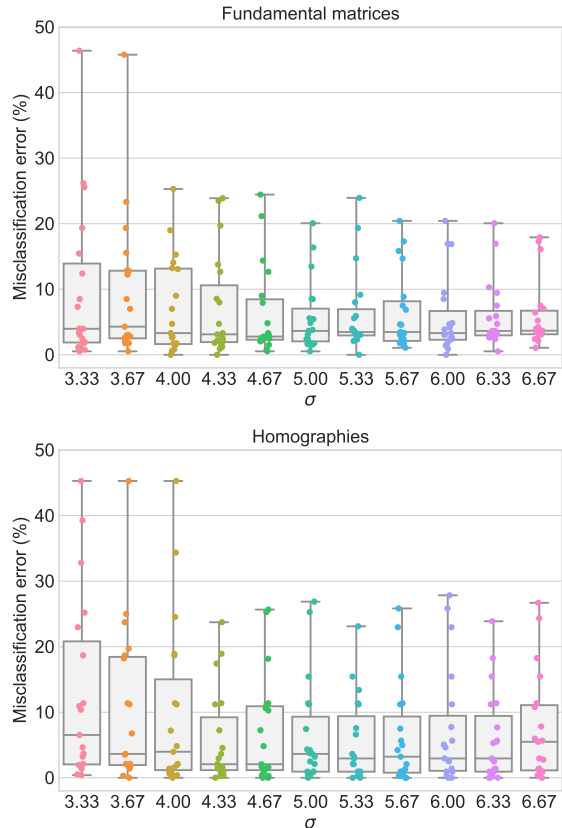 Fundamental matrices
50
40
30
20
10
0
Misclassification error (%)
3.33 3.67 4.00 4.33 4.67 5.00 5.33 5.67 6.00 6.33 6.67
σ
Homographies
50
40
30
20
10
0
Misclassification error (%)
3.33 3.67 4.00 4.33 4.67 5.00 5.33 5.67 6.00 6.33 6.67
σ